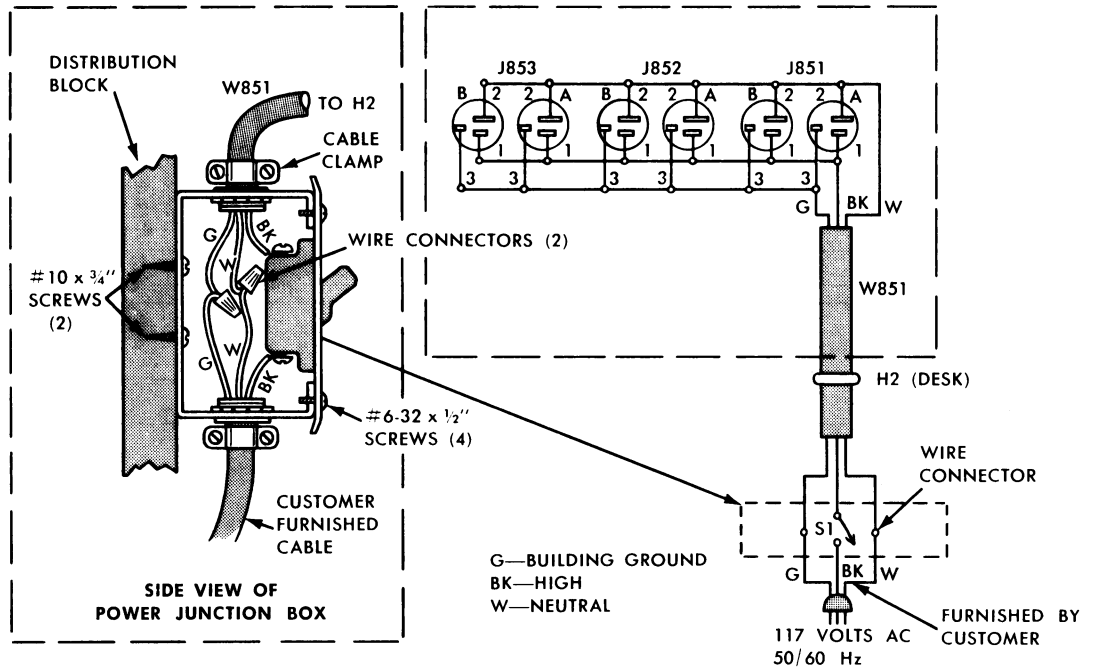 DISTRIBUTION
BLOCK
W851
TO H2
CABLE
CLAMP
G
BK
W
WIRE CONNECTORS (2)
#10 x ¾"
SCREWS
(2)
G
W
BK
#6-32 x ½"
SCREWS (4)
CUSTOMER
FURNISHED
CABLE
SIDE VIEW OF
POWER JUNCTION BOX
J853 J852 J851
B 2 2 A B 2 2 A B 2 2 A
1 1 1 1 1 1
3 3 3 3 3 3
G BK W
W851
H2 (DESK)
WIRE
CONNECTOR
S1
G BK W
G—BUILDING GROUND
BK—HIGH
W—NEUTRAL
FURNISHED BY
CUSTOMER
117 VOLTS AC
50/60 Hz